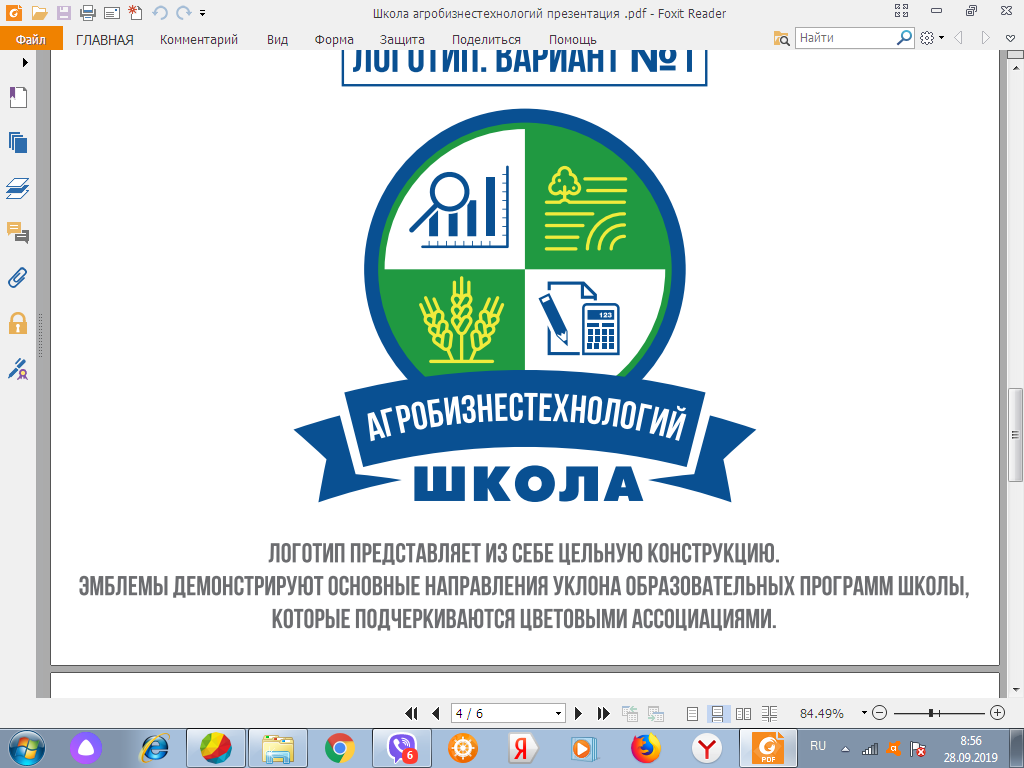 Школа агробизнестехнологий презентация .pdf - Foxit Reader
Файл ГЛАВНАЯ Комментарий Вид Форма Защита Поделиться Помощь Найти
ЛОГОТИП. ВАРИАНТ №1
123
АГРОБИЗНЕСТЕХНОЛОГИЙ
ШКОЛА
ЛОГОТИП ПРЕДСТАВЛЯЕТ ИЗ СЕБЕ ЦЕЛЬНУЮ КОНСТРУКЦИЮ.
ЭМБЛЕМЫ ДЕМОНСТРИРУЮТ ОСНОВНЫЕ НАПРАВЛЕНИЯ УКЛОНА ОБРАЗОВАТЕЛЬНЫХ ПРОГРАММ ШКОЛЫ,
КОТОРЫЕ ПОДЧЕРКИВАЮТСЯ ЦВЕТОВЫМИ АССОЦИАЦИЯМИ.
4 / 6 84.49%
6 Я Y PDF RU 8:56
28.09.2019